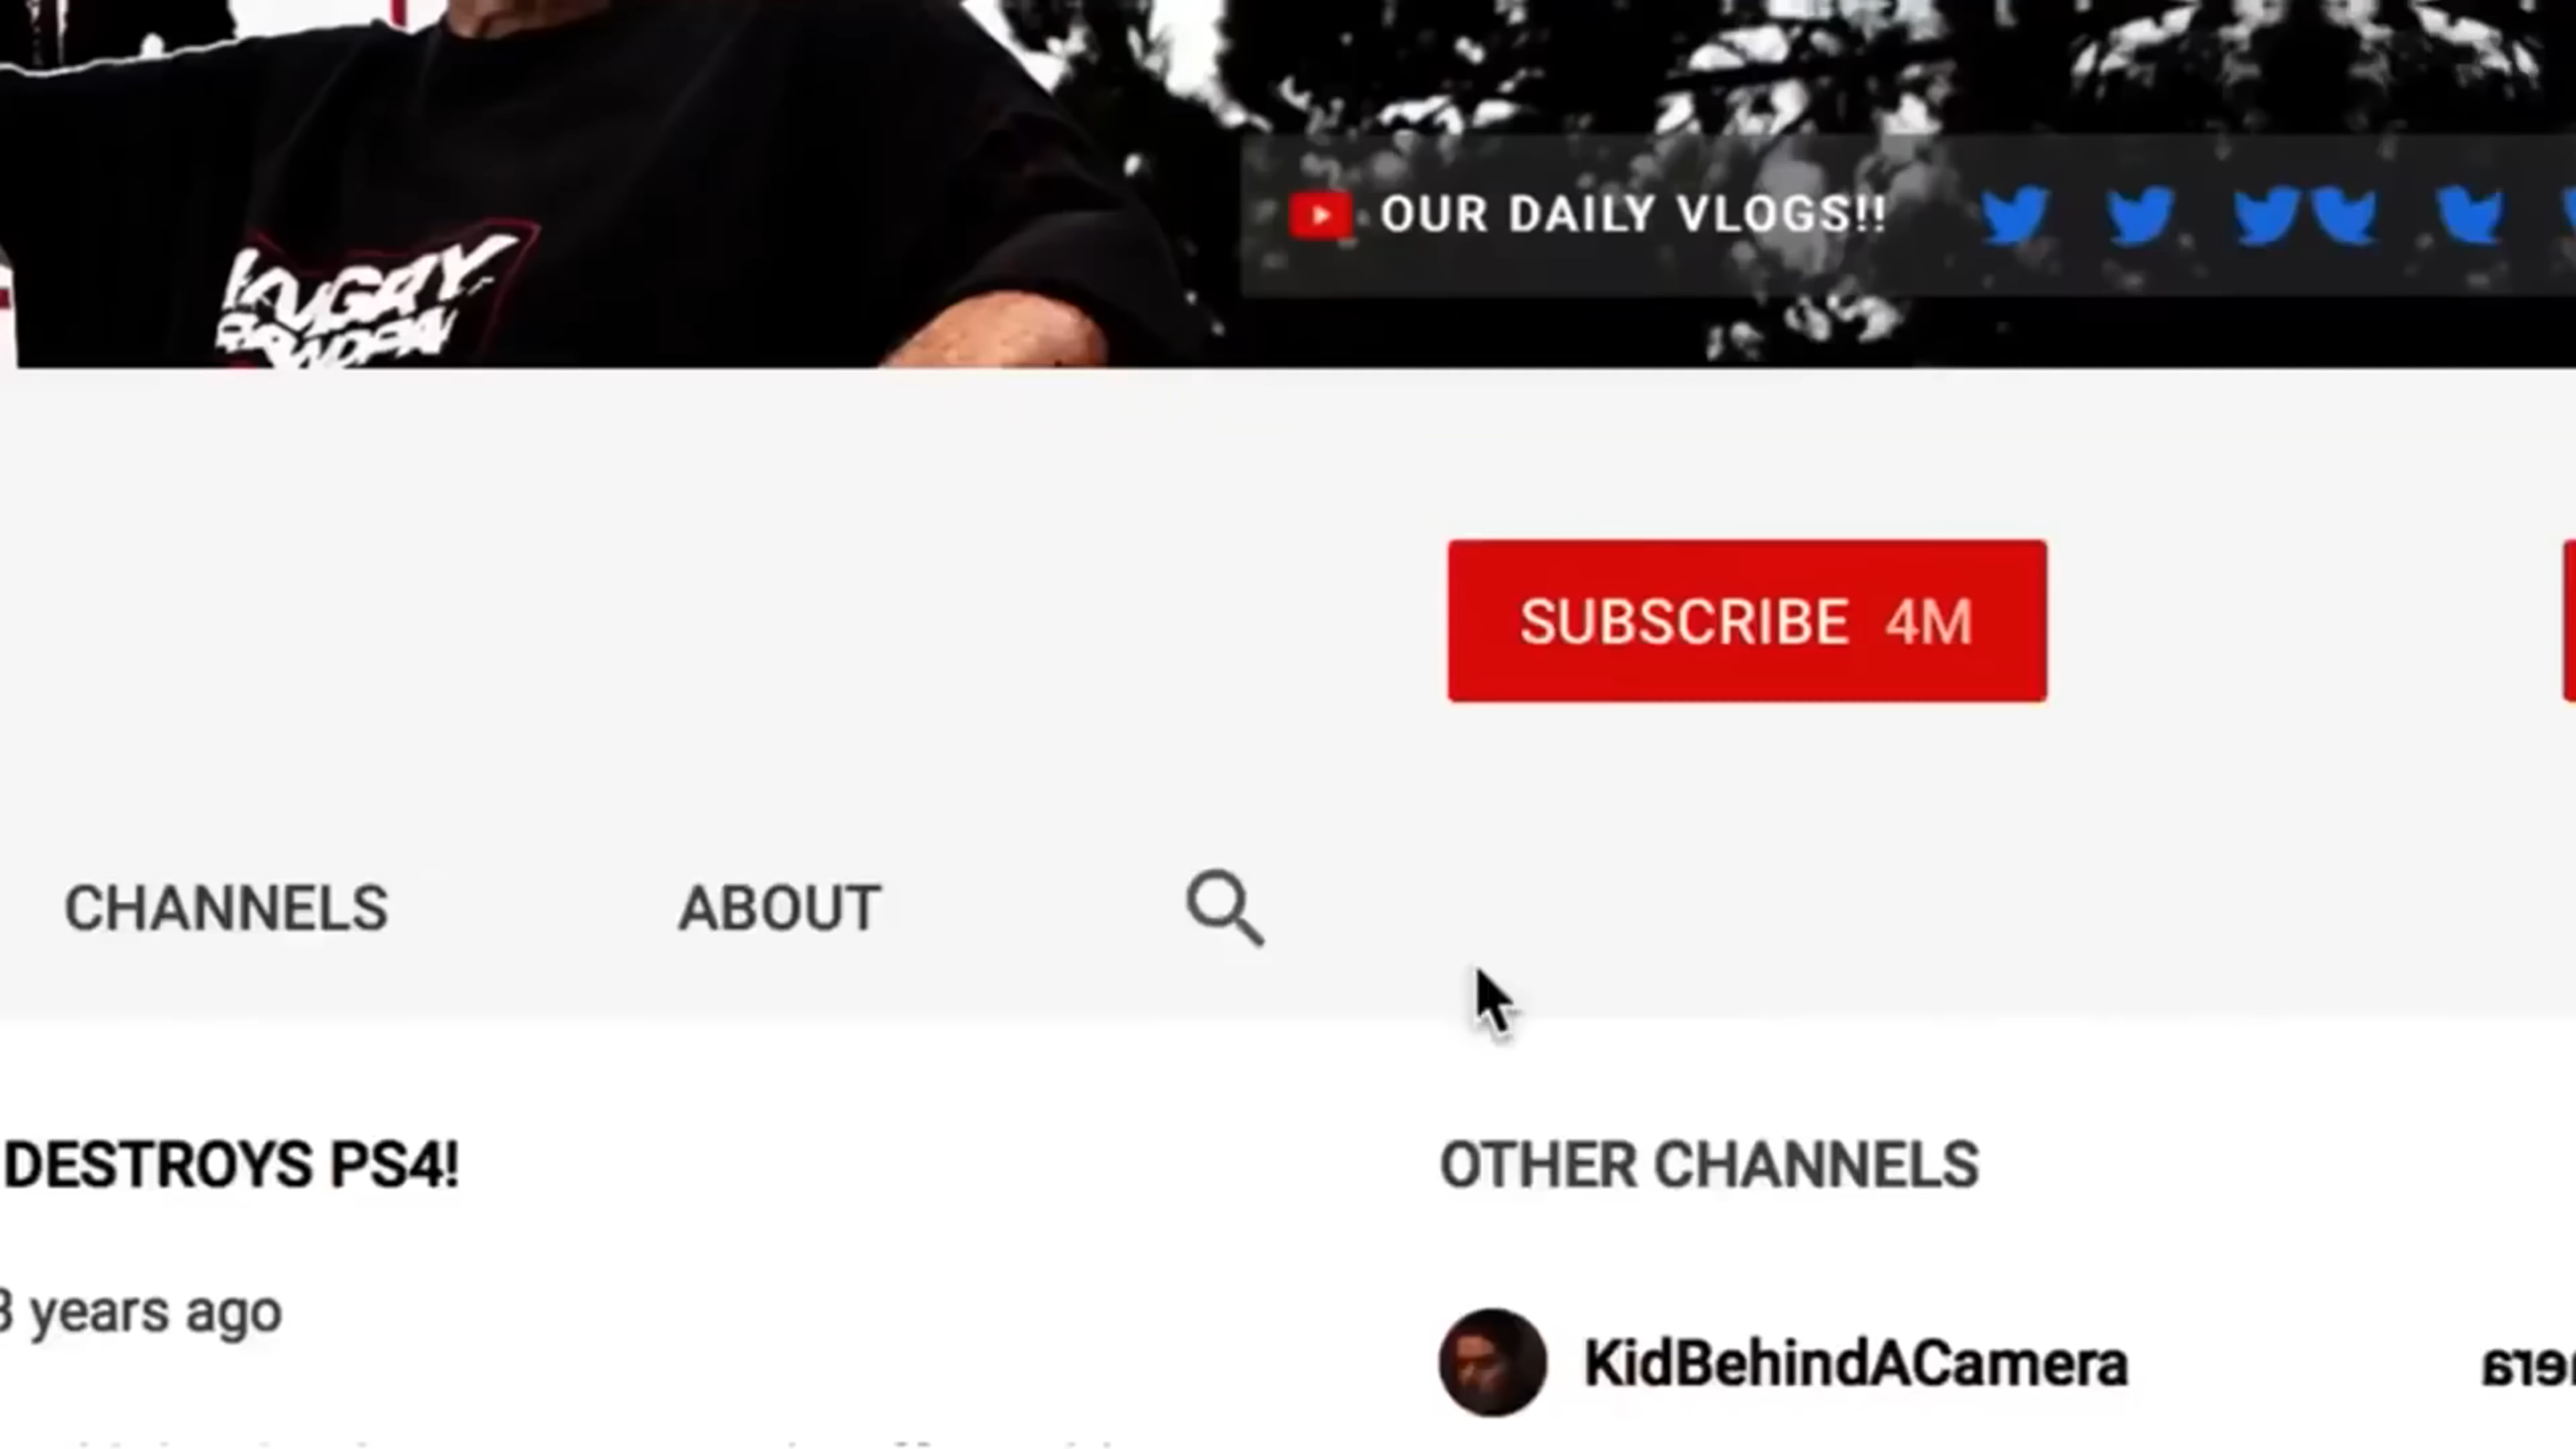 OUR DAILY VLOGS!!
SUBSCRIBE 4M
CHANNELS
ABOUT
DESTROYS PS4!
OTHER CHANNELS
years ago
KidBehindACamera